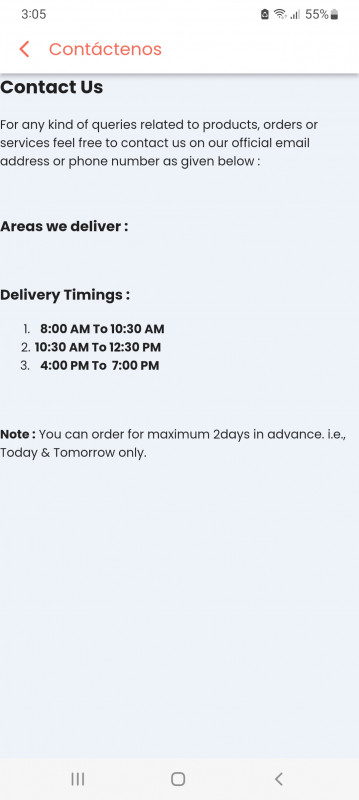 3:05
55%
Contáctenos
Contact Us
For any kind of queries related to products, orders or
services feel free to contact us on our official email
address or phone number as given below :
Areas we deliver :
Delivery Timings :
1. 8:00 AM To 10:30 AM
2. 10:30 AM To 12:30 PM
3. 4:00 PM To 7:00 PM
Note : You can order for maximum 2days in advance. i.e.,
Today & Tomorrow only.